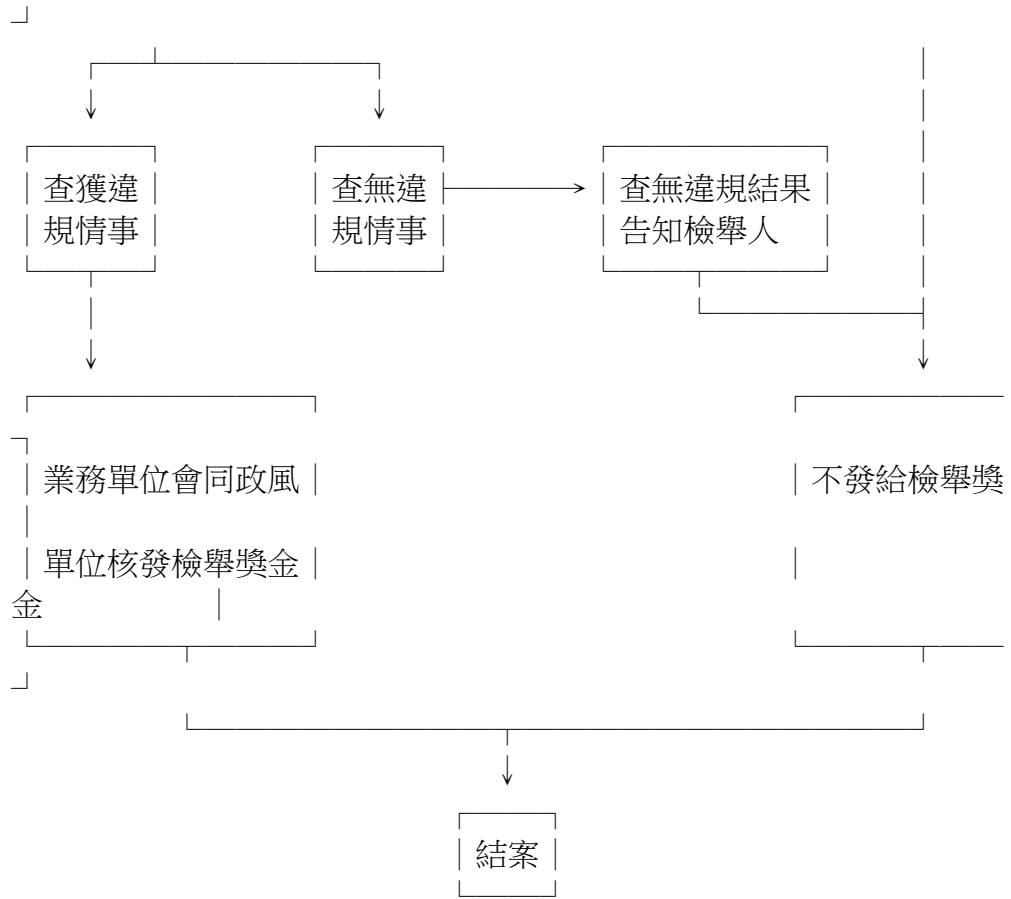 查獲違
規情事
查無違
規情事
查無違規結果
告知檢舉人
業務單位會同政風
單位核發檢舉獎金
不發給檢舉獎
金
結案